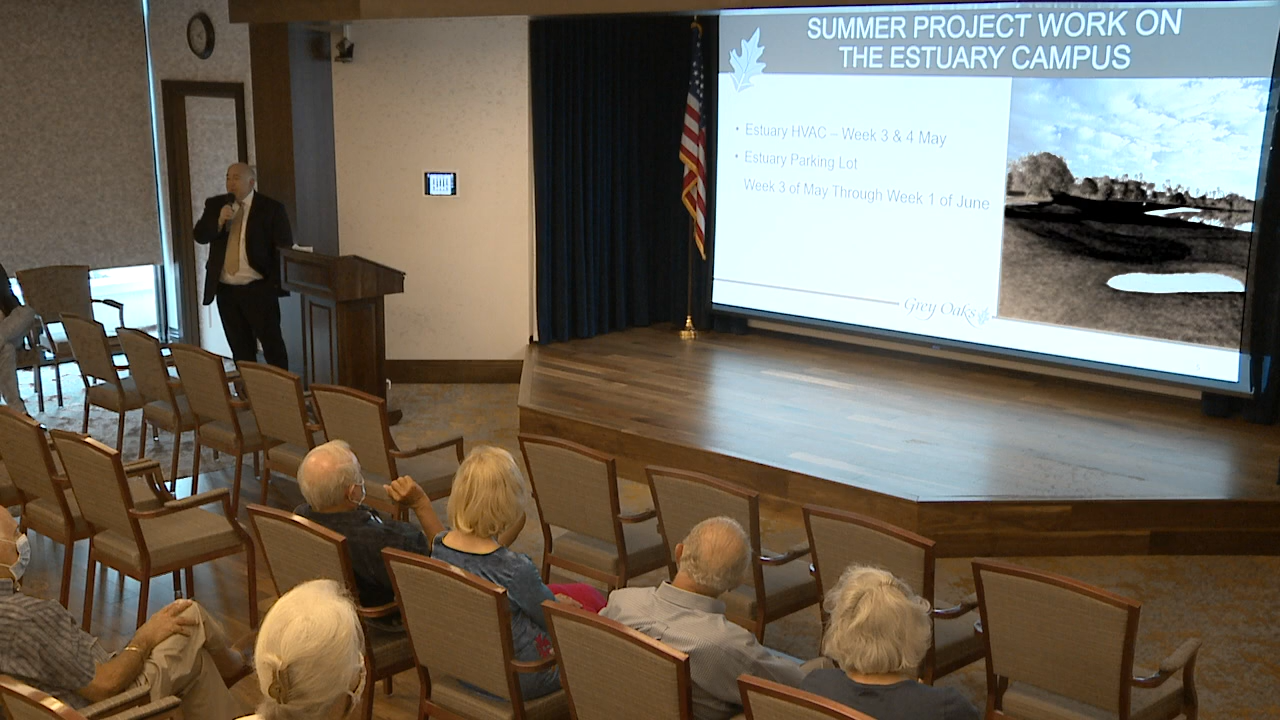 SUMMER PROJECT WORK ON
THE ESTUARY CAMPUS
• Estuary HVAC – Week 3 & 4 May
• Estuary Parking Lot
Week 3 of May Through Week 1 of June
Grey Oaks